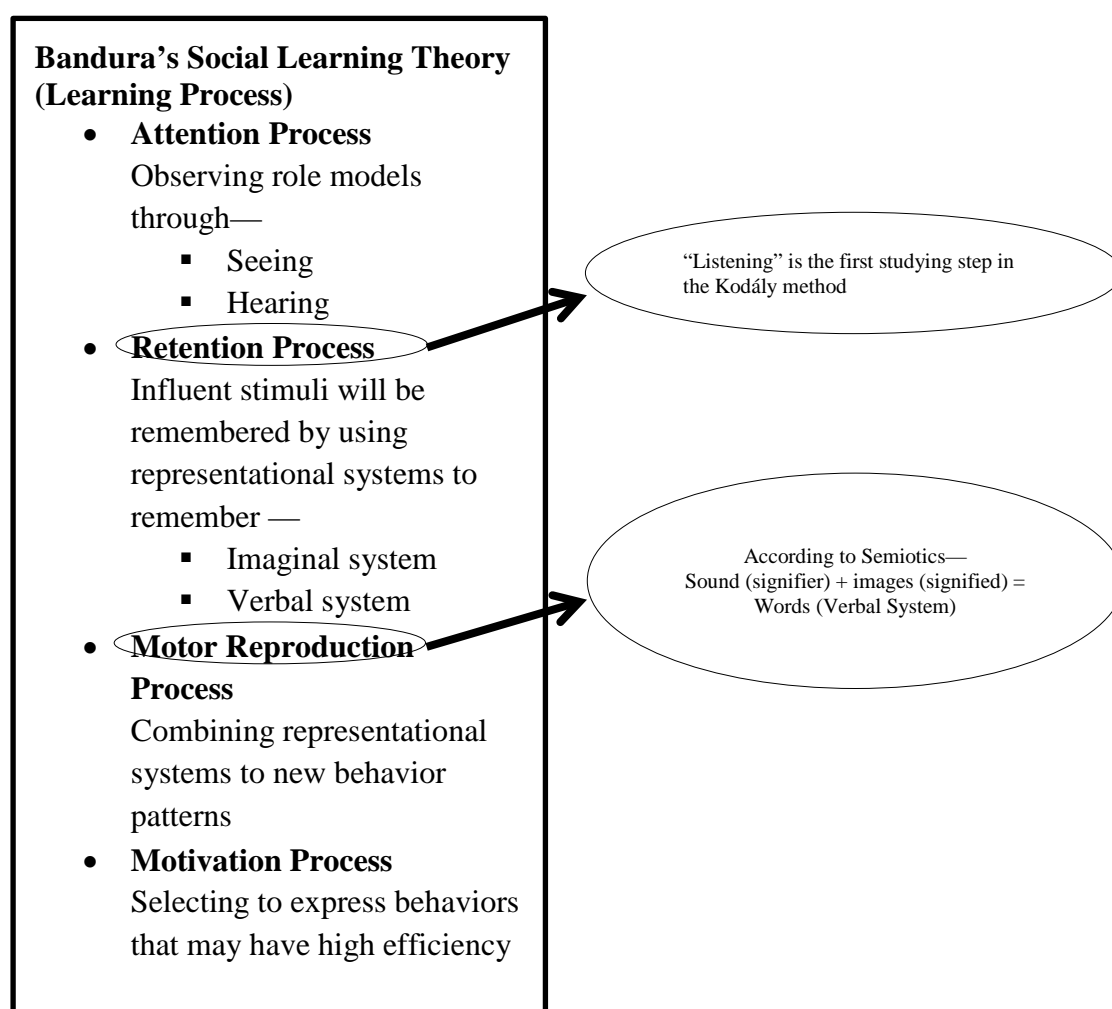 Bandura’s Social Learning Theory
(Learning Process)
• Attention Process
Observing role models
through—
▪ Seeing
▪ Hearing
• Retention Process
Influent stimuli will be
remembered by using
representational systems to
remember —
▪ Imaginal system
▪ Verbal system
• Motor Reproduction
Process
Combining representational
systems to new behavior
patterns
• Motivation Process
Selecting to express behaviors
that may have high efficiency
“Listening” is the first studying step in
the Kodály method
According to Semiotics—
Sound (signifier) + images (signified) =
Words (Verbal System)